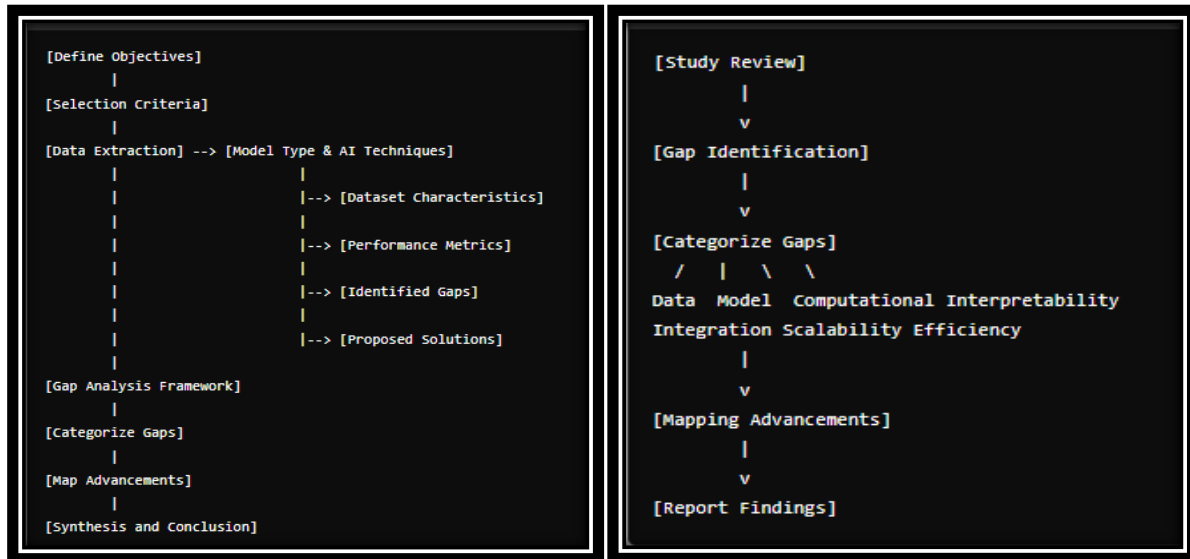 [Define Objectives]
|
[Selection Criteria]
|
[Data Extraction] --> [Model Type & AI Techniques]
| |
| |--> [Dataset Characteristics]
| |
| |--> [Performance Metrics]
| |
| |--> [Identified Gaps]
| |
| |--> [Proposed Solutions]
|
[Gap Analysis Framework]
|
[Categorize Gaps]
|
[Map Advancements]
|
[Synthesis and Conclusion]
[Study Review]
|
v
[Gap Identification]
|
v
[Categorize Gaps]
/ | \ \
Data Model Computational Interpretability
Integration Scalability Efficiency
|
v
[Mapping Advancements]
|
v
[Report Findings]